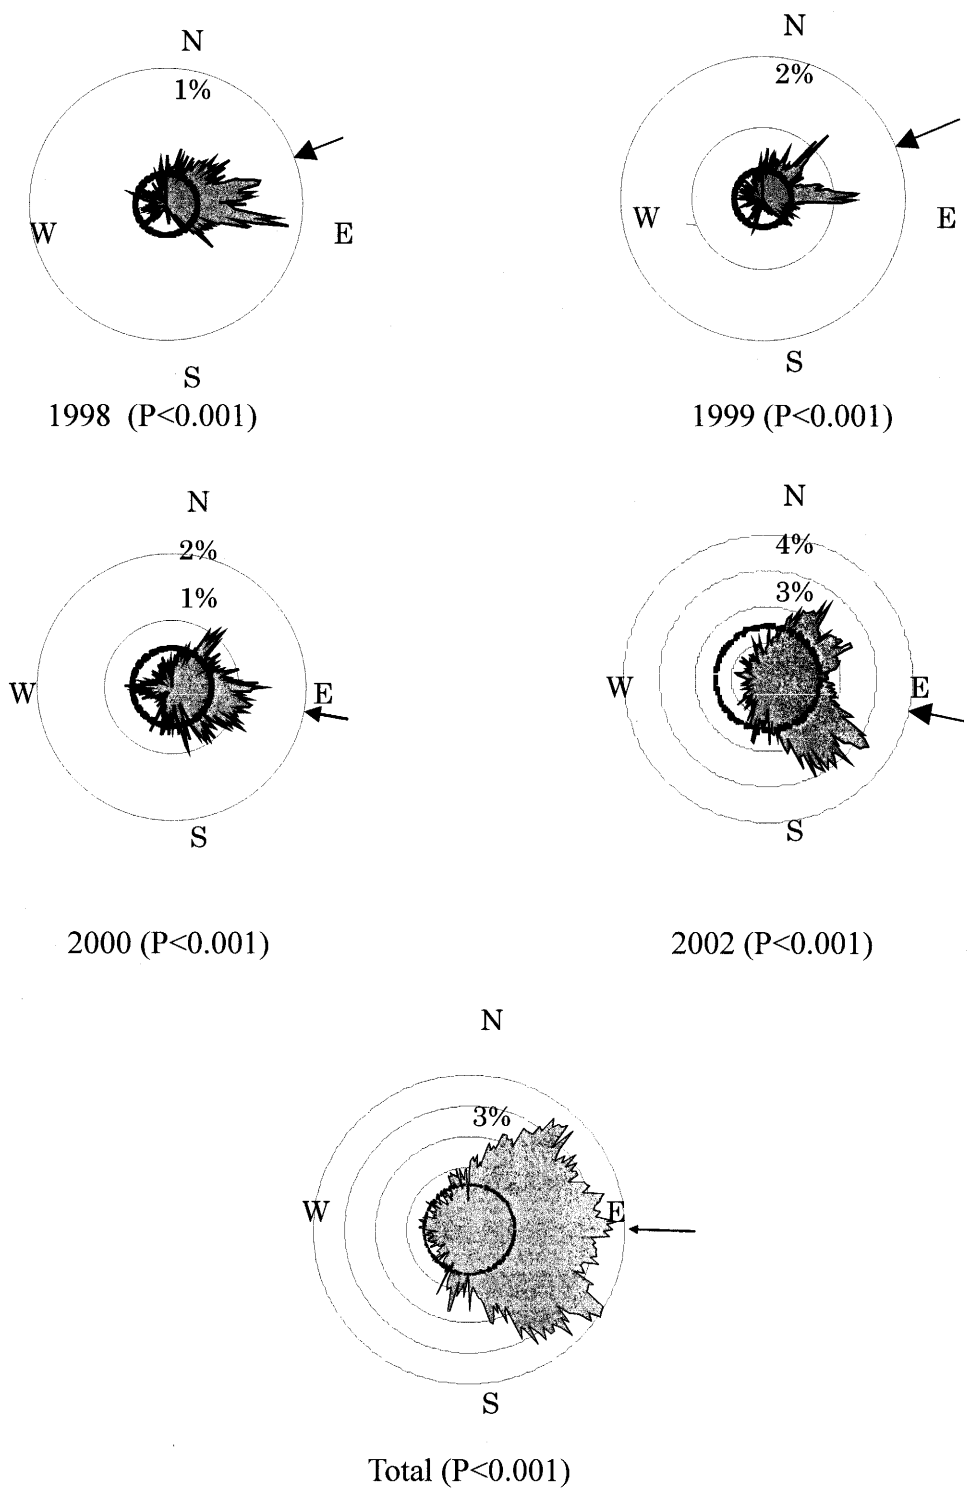 N
1%
W
E
S
1998 (P<0.001)
N
2%
W
E
S
1999 (P<0.001)
N
2%
1%
W
E
S
2000 (P<0.001)
N
4%
3%
W
E
S
2002 (P<0.001)
N
3%
W
E
S
Total (P<0.001)